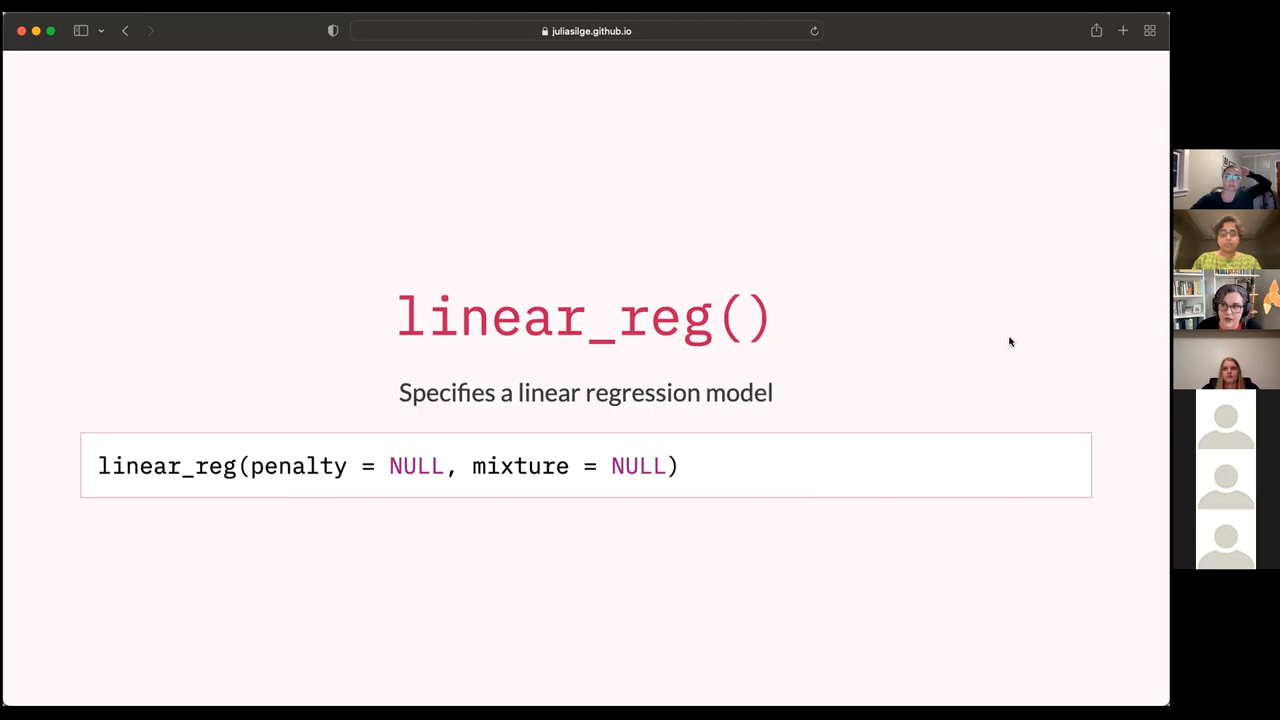 juliasilge.github.io
linear_reg()
Specifies a linear regression model
linear_reg(penalty = NULL, mixture = NULL)